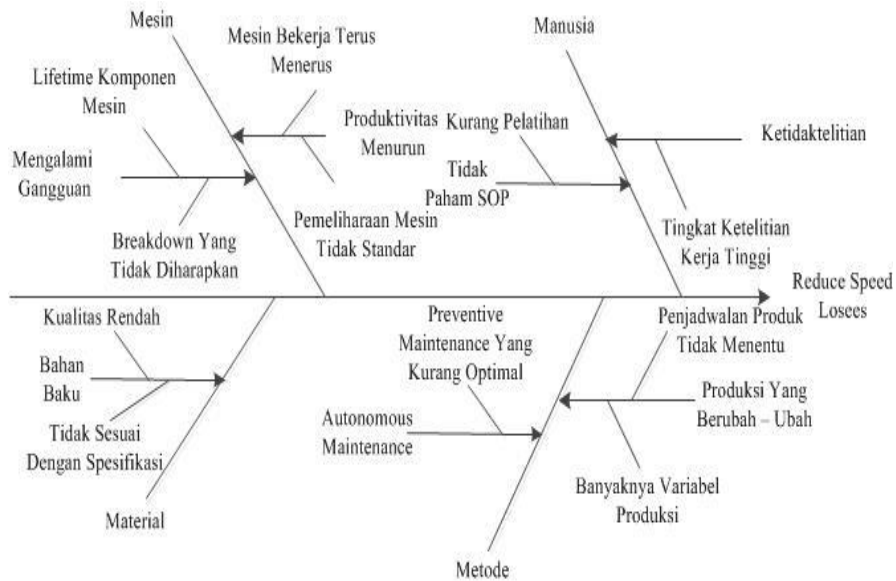 Mesin
Mesin Bekerja Terus
Menerus
Lifetime Komponen
Mesin
Produktivitas
Menurun
Mengalami
Gangguan
Breakdown Yang
Tidak Diharapkan
Pemeliharaan Mesin
Tidak Standar
Manusia
Kurang Pelatihan
Ketidaktelitian
Tidak
Paham SOP
Tingkat Ketelitian
Kerja Tinggi
Reduce Speed
Losees
Kualitas Rendah
Bahan
Baku
Tidak Sesuai
Dengan Spesifikasi
Material
Preventive
Maintenance Yang
Kurang Optimal
Autonomous
Maintenance
Penjadwalan Produk
Tidak Menentu
Produksi Yang
Berubah – Ubah
Banyaknya Variabel
Produksi
Metode